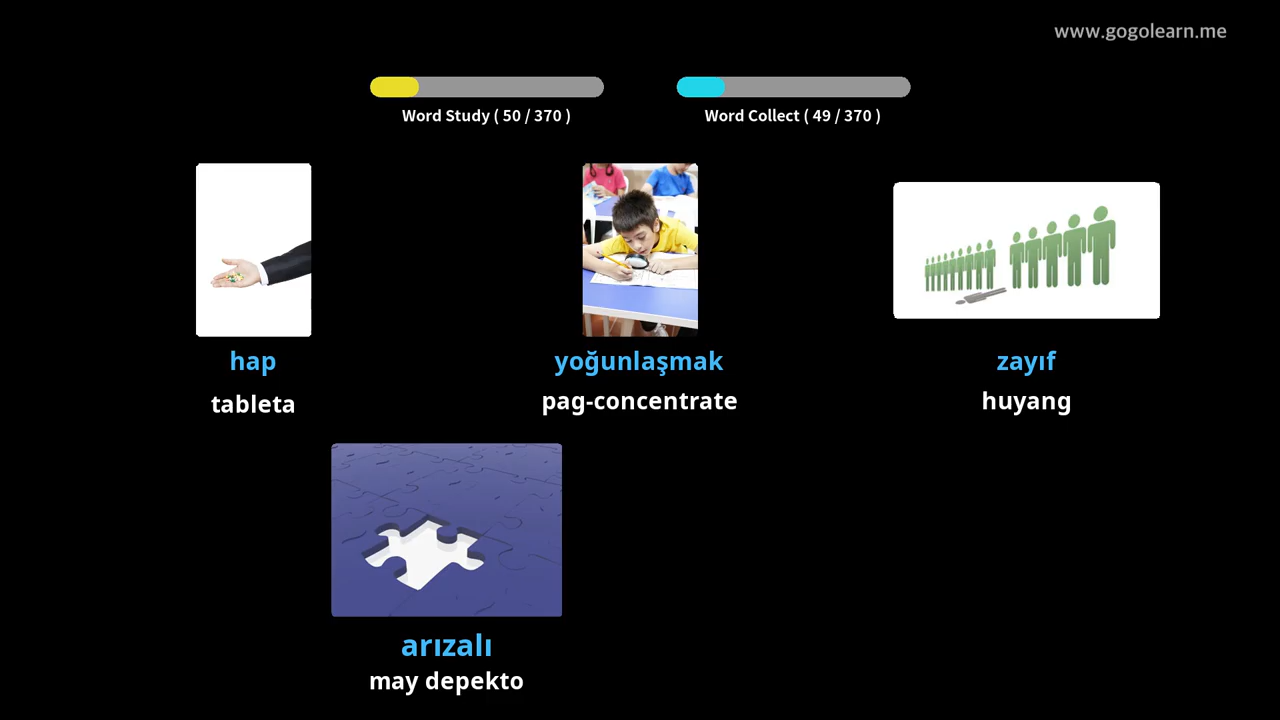 www.gogolearn.me
Word Study ( 50 / 370 )
Word Collect ( 49 / 370 )
hap
tableta
yoğunlaşmak
pag-concentrate
zayıf
huyang
arızalı
may depekto